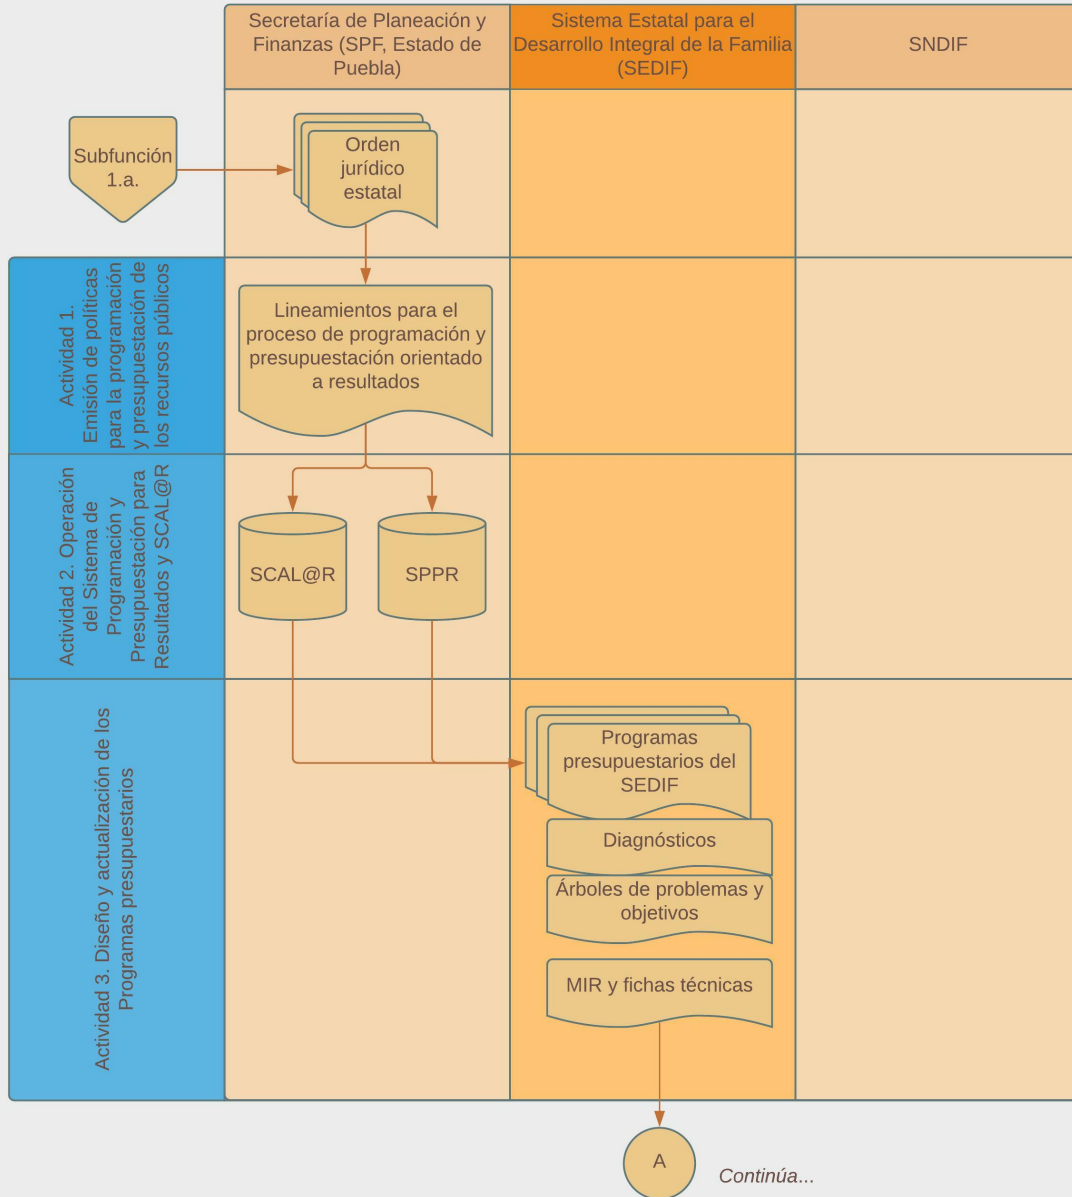 Secretaría de Planeación y
Finanzas (SPF, Estado de
Puebla)
Sistema Estatal para el
Desarrollo Integral de la Familia
(SEDIF)
SNDIF
Subfunción
1.a.
Orden
jurídico
estatal
Actividad 1.
Emisión de políticas
para la programación
y presupuestación de
los recursos públicos
Lineamientos para el
proceso de programación y
presupuestación orientado
a resultados
Actividad 2. Operación
del Sistema de
Programación y
Presupuestación para
Resultados y SCAL@R
SCAL@R
SPPR
Actividad 3. Diseño y actualización de los
Programas presupuestarios
Programas
presupuestarios del
SEDIF
Diagnósticos
Árboles de problemas y
objetivos
MIR y fichas técnicas
A
Continúa...